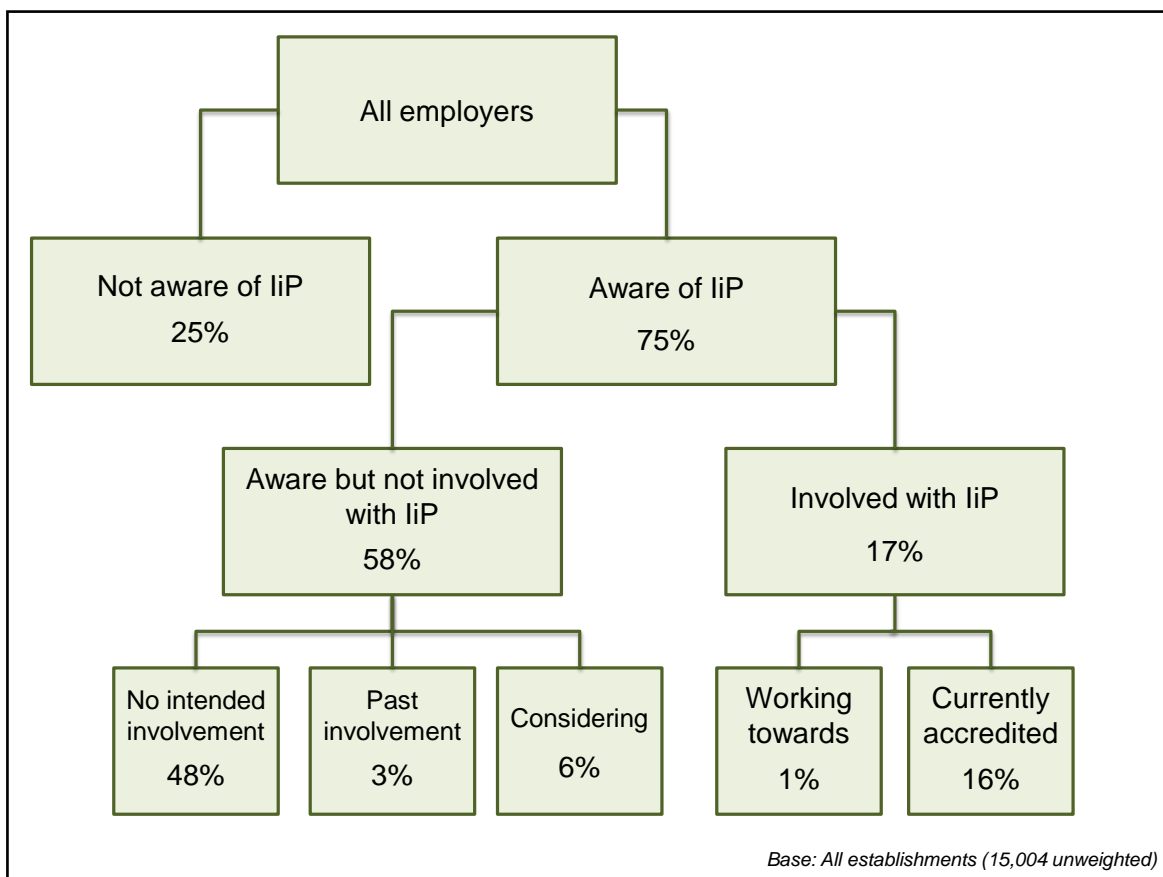 All employers
Not aware of IiP
25%
Aware of IiP
75%
Aware but not involved
with IiP
58%
Involved with IiP
17%
No intended
involvement
48%
Past
involvement
3%
Considering
6%
Working
towards
1%
Currently
accredited
16%
Base: All establishments (15,004 unweighted)